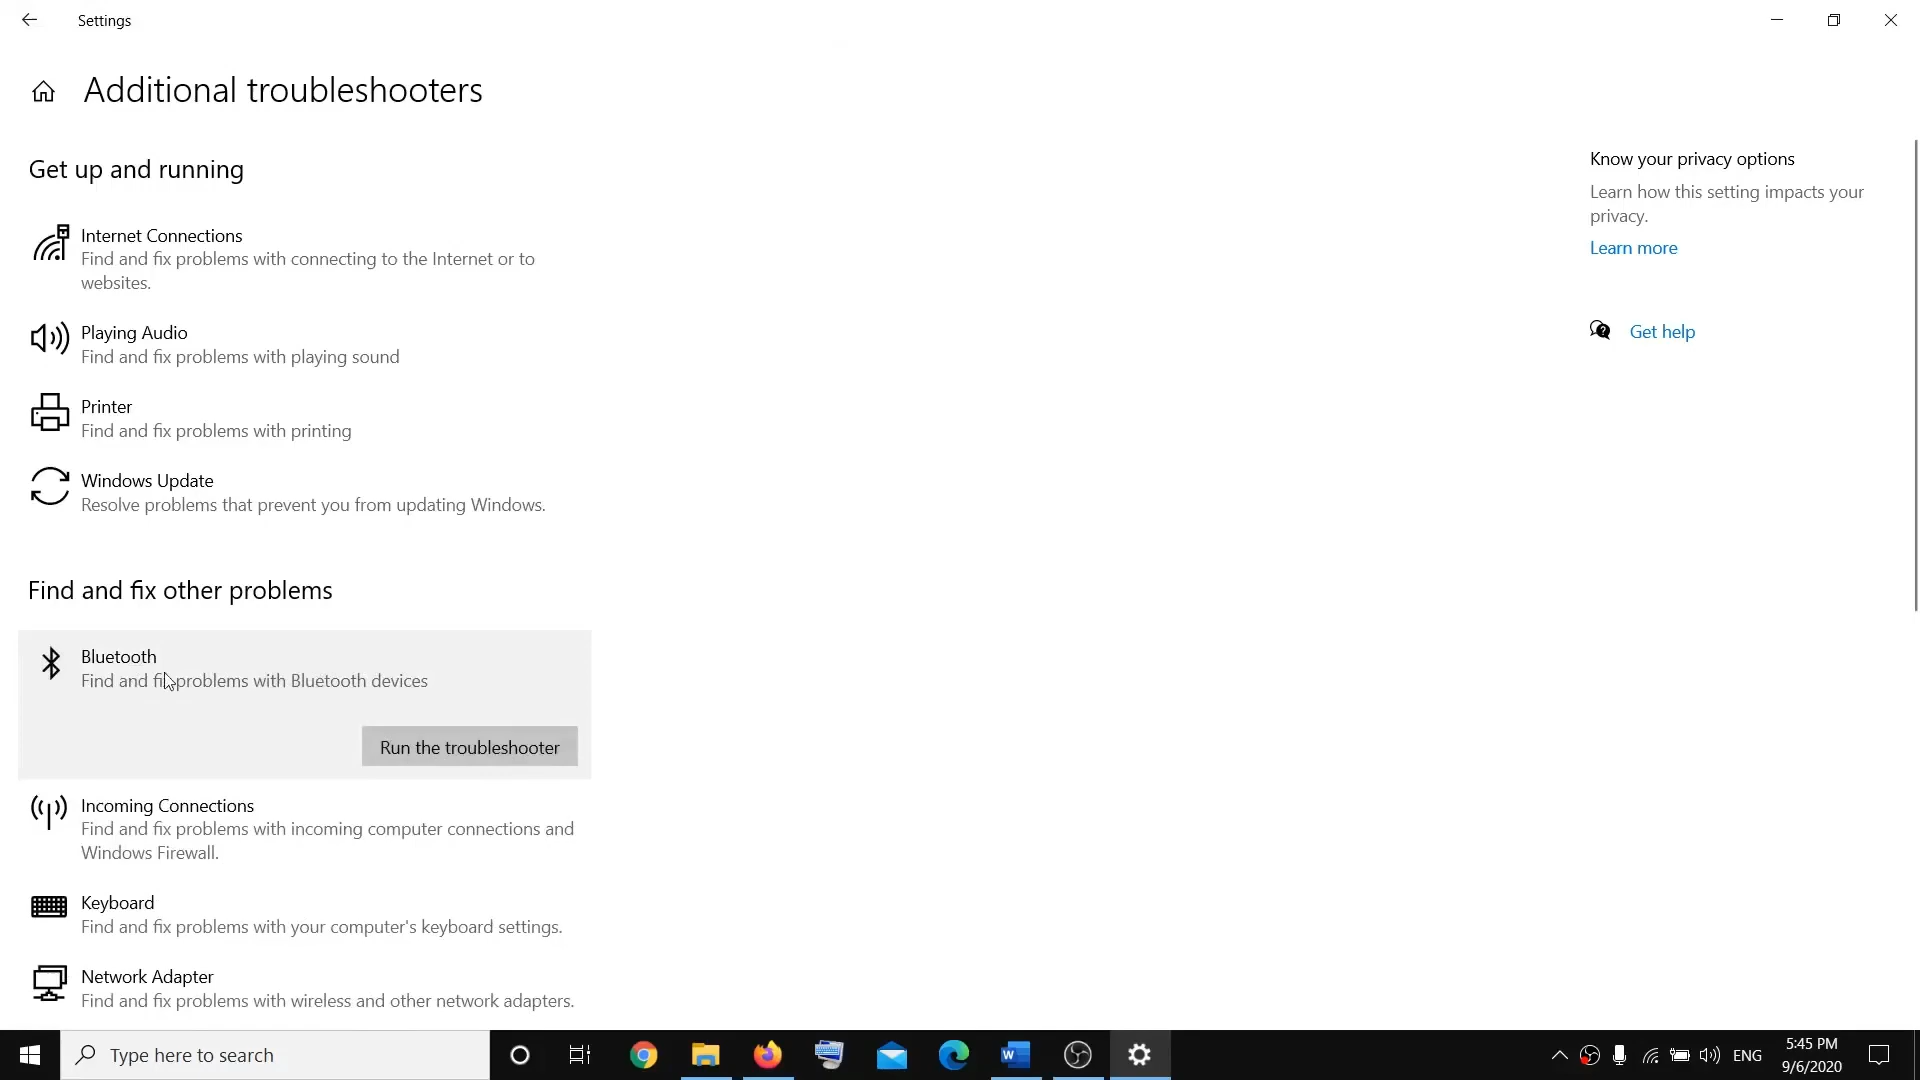 Settings
Additional troubleshooters
Get up and running
Internet Connections
Find and fix problems with connecting to the Internet or to
websites.
Playing Audio
Find and fix problems with playing sound
Printer
Find and fix problems with printing
Windows Update
Resolve problems that prevent you from updating Windows.
Find and fix other problems
Bluetooth
Find and fix problems with Bluetooth devices
Run the troubleshooter
Incoming Connections
Find and fix problems with incoming computer connections and
Windows Firewall.
Keyboard
Find and fix problems with your computer's keyboard settings.
Network Adapter
Find and fix problems with wireless and other network adapters.
Know your privacy options
Learn how this setting impacts your
privacy.
Learn more
Get help
Type here to search
ENG
5:45 PM
9/6/2020